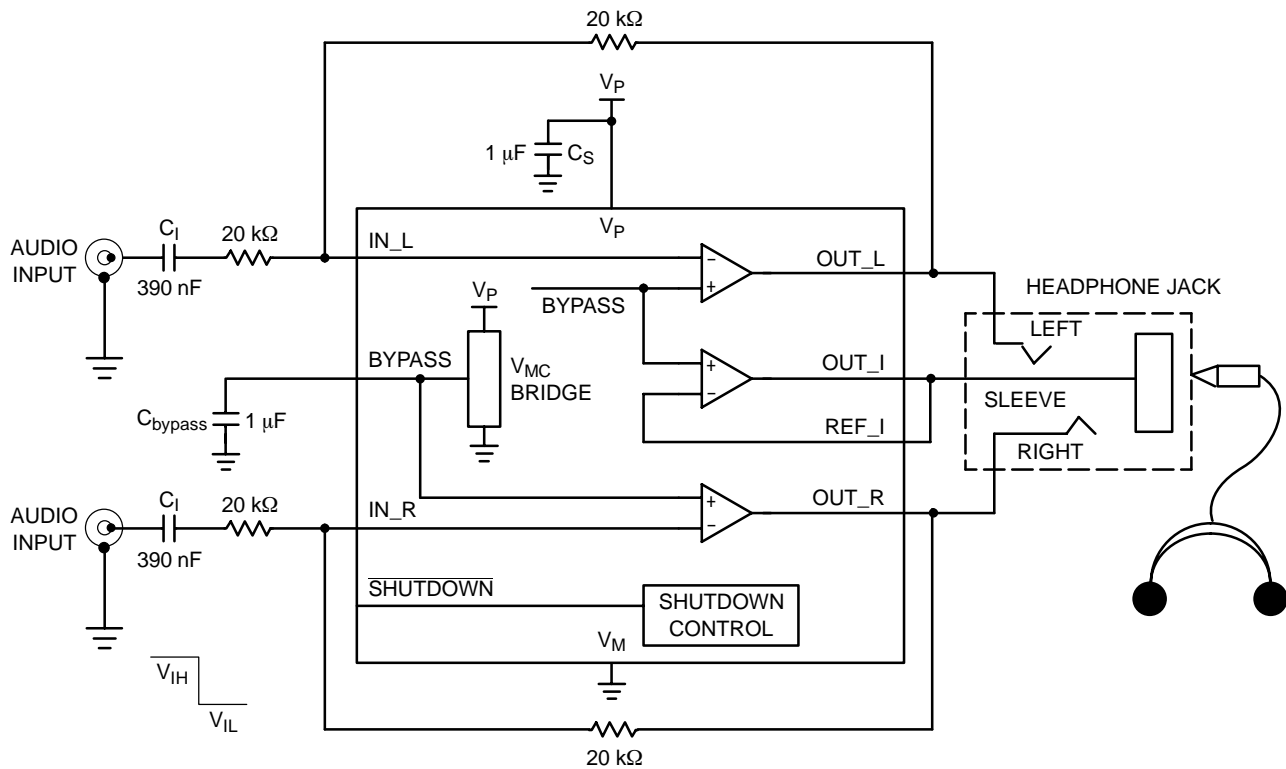 20 kΩ
V_P
1 μF
C_S
V_P
AUDIO
INPUT
C_I
390 nF
20 kΩ
IN_L
−
+
OUT_L
HEADPHONE JACK
BYPASS
LEFT
V_P
BYPASS
V_MC
BRIDGE
+
−
OUT_I
SLEEVE
REF_I
RIGHT
C_bypass
1 μF
AUDIO
INPUT
C_I
390 nF
20 kΩ
IN_R
+
−
OUT_R
SHUTDOWN
SHUTDOWN
CONTROL
V_M
V_IH
V_IL
20 kΩ